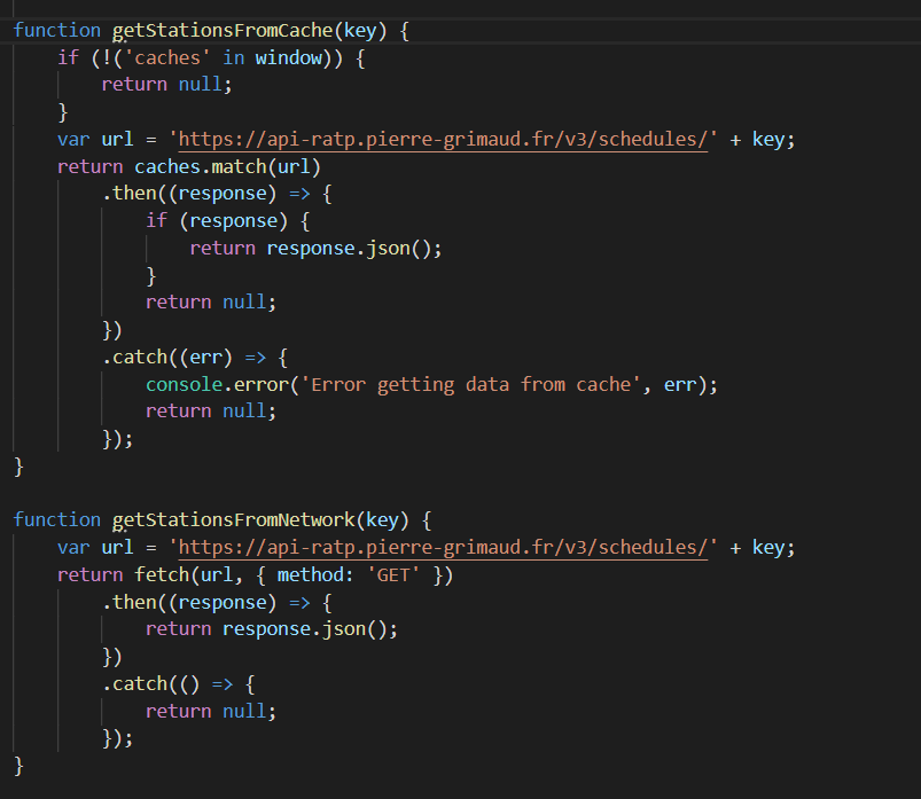 function getStationsFromCache(key) {
    if (!('caches' in window)) {
        return null;
    }
    var url = 'https://api-ratp.pierre-grimaud.fr/v3/schedules/' + key;
    return caches.match(url)
        .then((response) => {
            if (response) {
                return response.json();
            }
            return null;
        })
        .catch((err) => {
            console.error('Error getting data from cache', err);
            return null;
        });
}

function getStationsFromNetwork(key) {
    var url = 'https://api-ratp.pierre-grimaud.fr/v3/schedules/' + key;
    return fetch(url, { method: 'GET' })
        .then((response) => {
            return response.json();
        })
        .catch(() => {
            return null;
        });
}